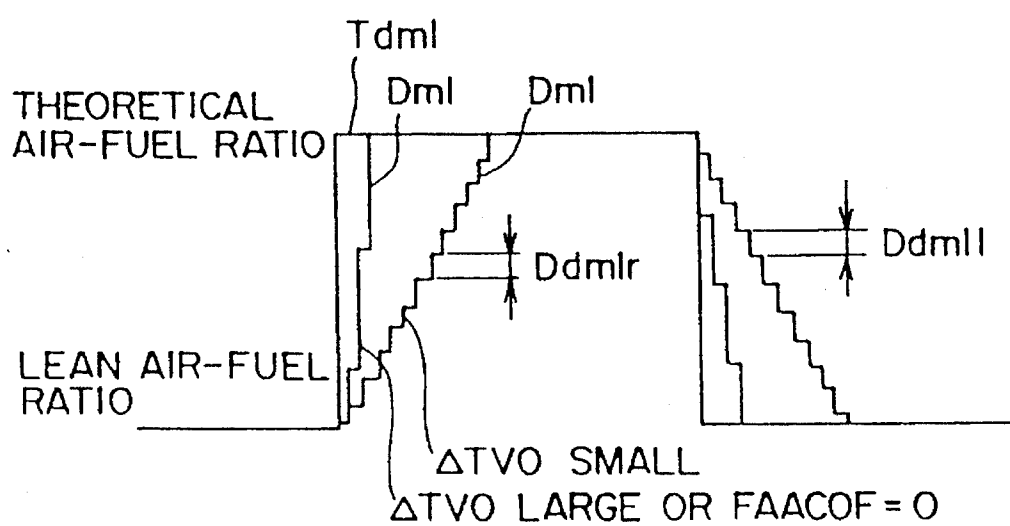 Tdml
Dml
Dml
THEORETICAL
AIR-FUEL RATIO
Ddmlr
Ddmll
LEAN AIR-FUEL
RATIO
ΔTVO SMALL
ΔTVO LARGE OR FAACOF=0